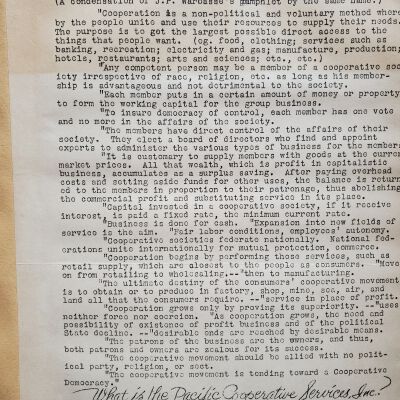 (A condensation of J.P. Warbasse's pamphlet by the same name.)
"Cooperation is a non-political and voluntary method where
by the people unite and use their resources to supply their needs.
The purpose is to get the largest possible direct access to the
things that people want. (eg. food, clothing; services such as
banking, recreation; electricity and gas; manufacture, production;
hotels, restaurants; arts and sciences; etc., etc.)
"Any competent person may be a member of a cooperative soc
iety irrespective of race, religion, etc. as long as his member-
ship is advantageous and not detrimental to the society.
"Each member puts in a certain amount of money or property
to form the working capital for the group business.
"To insure democracy of control, each member has one vote
and no more in the affairs of the society.
"The members have direct control of the affairs of their
society. They elect a board of directors who find and appoint
experts to administer the various types of business for the members
"It is customary to supply members with goods at the current
market prices. All that wealth, which is profit in capitalistic
business, accumulates as a surplus saving. After paying overhead
costs and setting aside funds for other uses, the balance is return
ed to the members in proportion to their patronage, thus abolishing
the commercial profit and substituting service in its place.
"Capital invested in a cooperative society, if it receive
interest, is paid a fixed rate, the minimum current rate.
"Business is done for cash. "Expansion into new fields of
service is the aim. "Fair labor conditions, employees' autonomy.
"Cooperative societies federate nationally. National fed-
erations unite internationally for mutual protection, commerce.
"Cooperation begins by performing those services, such as
retail supply, which are closest to the people as consumers. "Move
on from retailing to wholesaling,--"then to manufacturing.
"The ultimate destiny of the consumers' cooperative movement
is to obtain or to produce in factory, shop, mine, sea, air, and
land all that the consumers require. --"service in place of profit.
"Cooperation grows only by proving its superiority. --"uses
neither force nor coercion. "As cooperation grows, the need and
possibility of existence of profit business and of the political
State decline. --"desirable ends are reached by desirable means.
"The patrons of the business are the owners, and thus,
both patrons and owners are zealous for its success.
"The cooperative movement should be allied with no polit-
ical party, religion, or sect.
"The cooperative movement is tending toward a Cooperative
Democracy."
What is the Pacific Cooperative Services, Inc.?